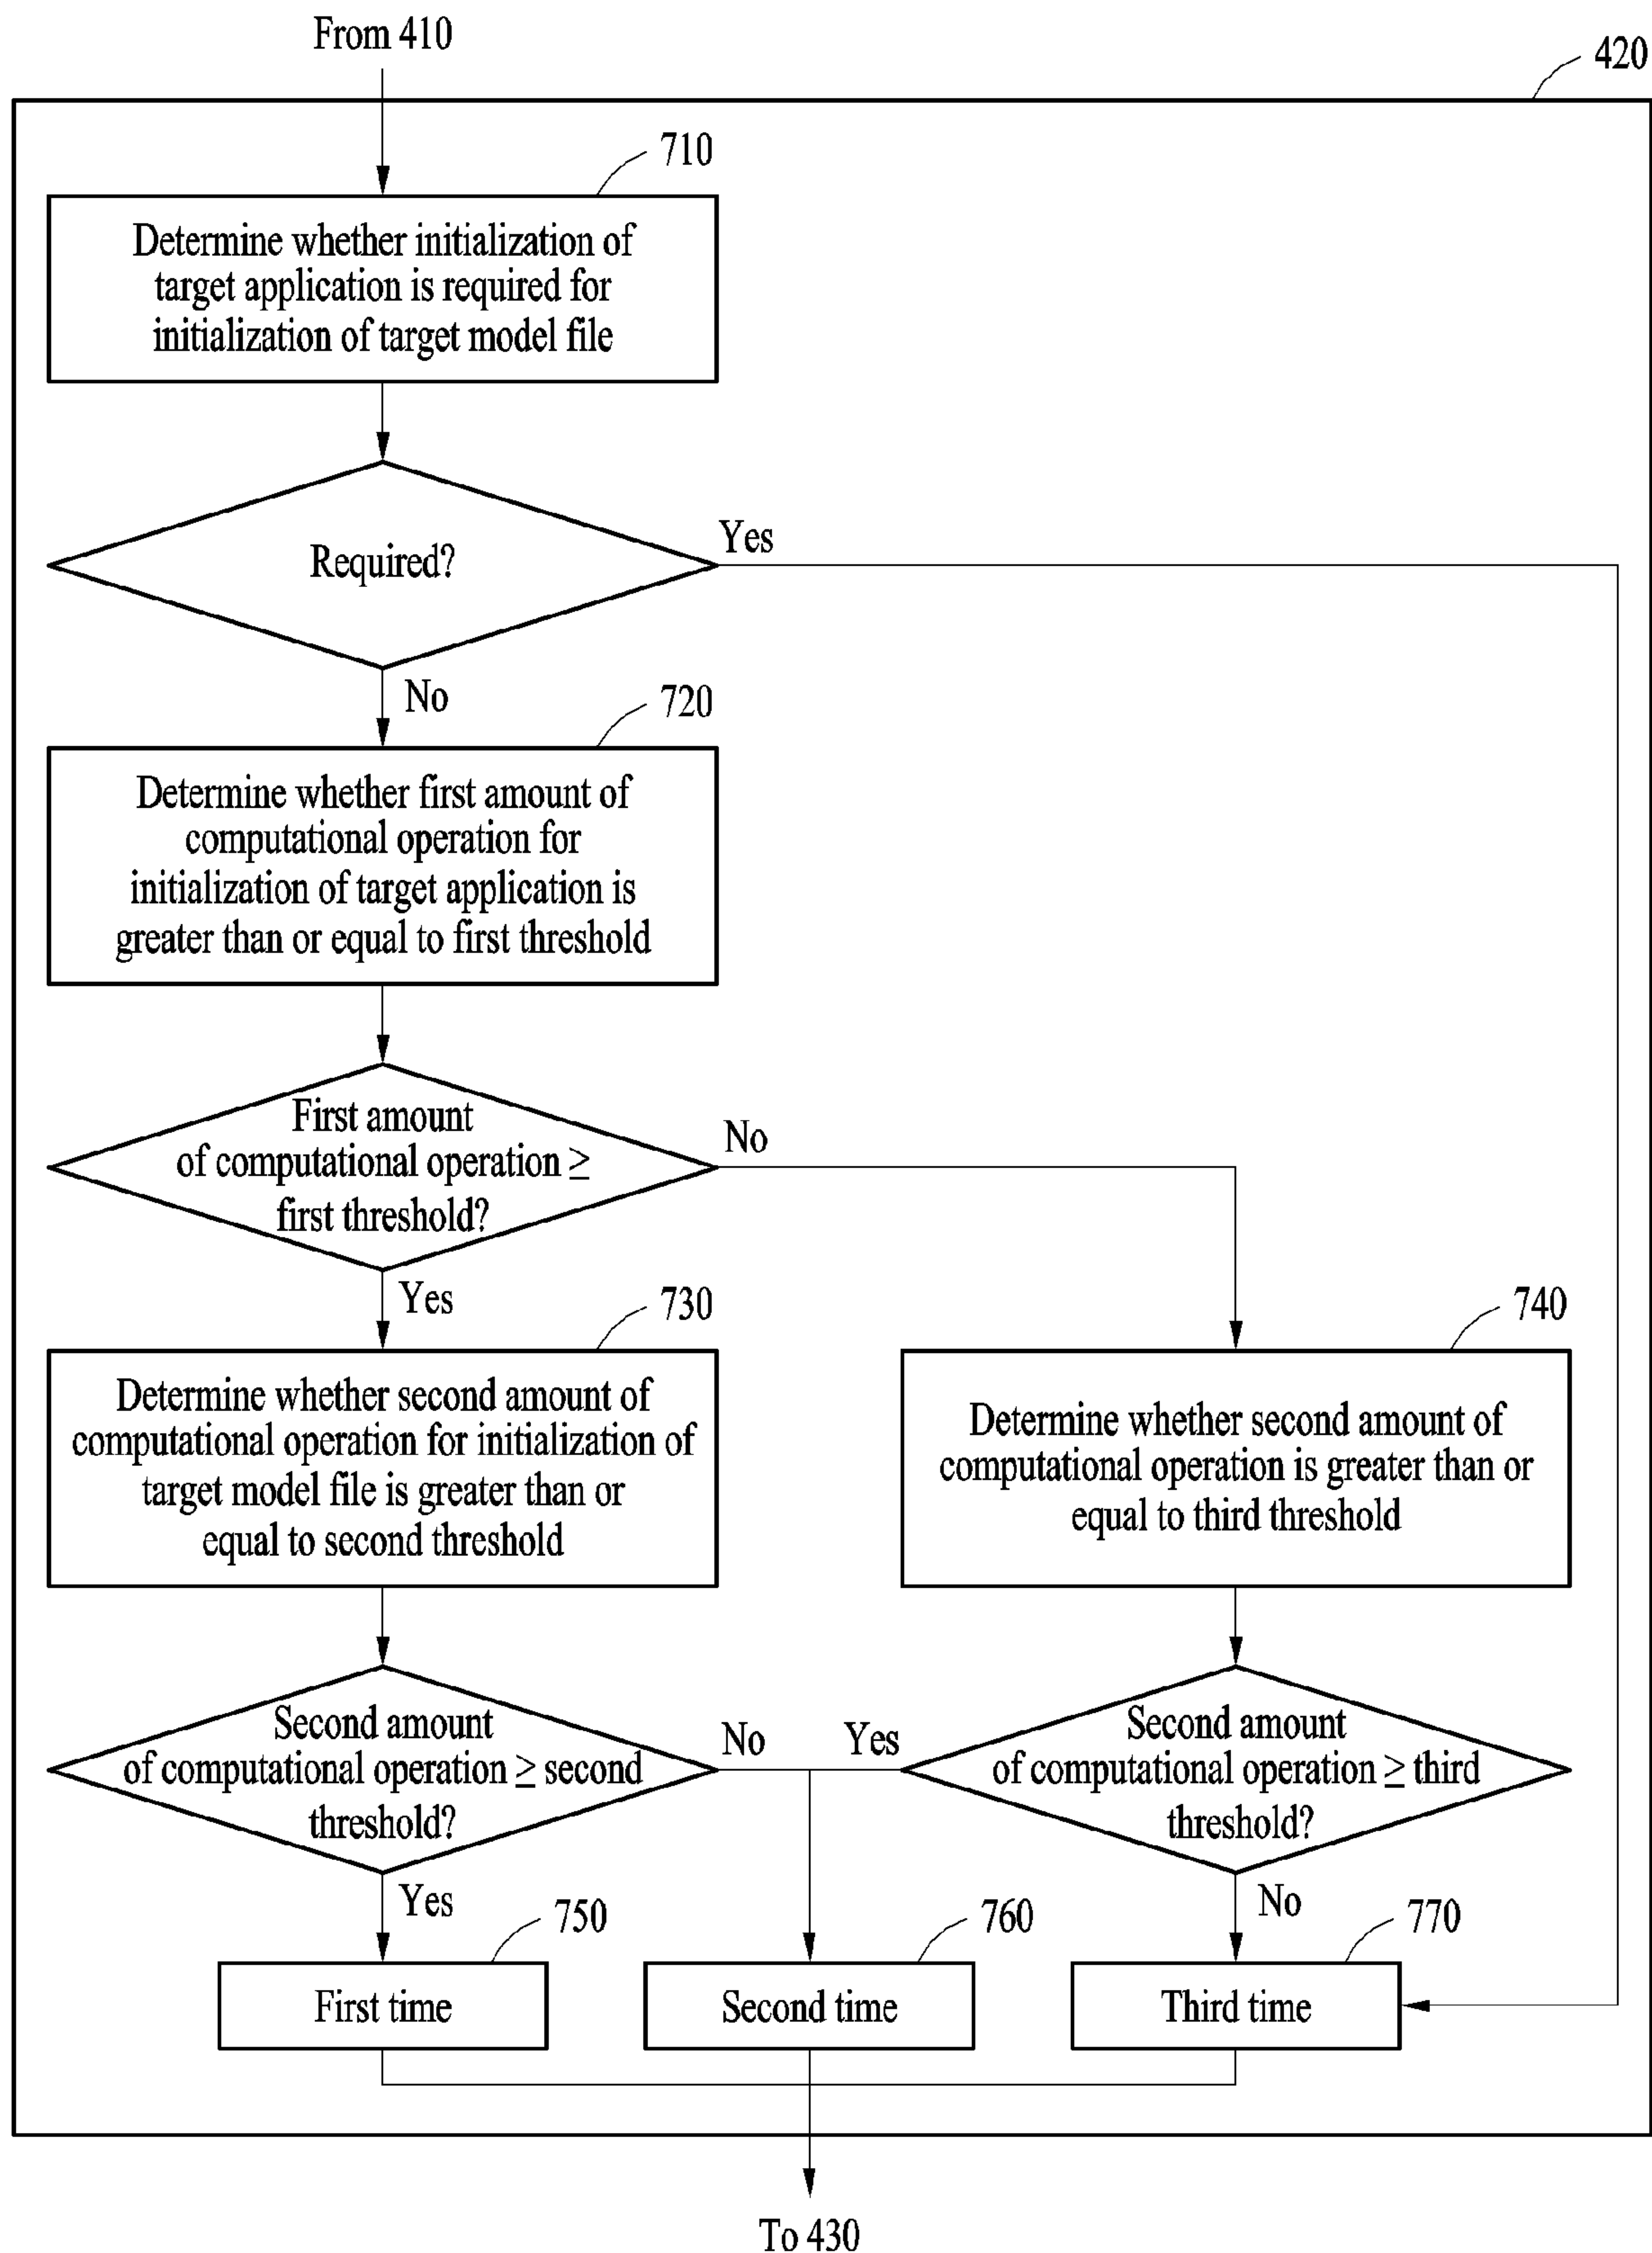 From 410
420
710
Determine whether initialization of
target application is required for
initialization of target model file
Required?
Yes
No
720
Determine whether first amount of
computational operation for
initialization of target application is
greater than or equal to first threshold
First amount
of computational operation ≥
first threshold?
No
Yes
730
740
Determine whether second amount of
computational operation for initialization of
target model file is greater than or
equal to second threshold
Determine whether second amount of
computational operation is greater than or
equal to third threshold
Second amount
of computational operation ≥ second
threshold?
No
Yes
Second amount
of computational operation ≥ third
threshold?
Yes
No
750
760
770
First time
Second time
Third time
To 430